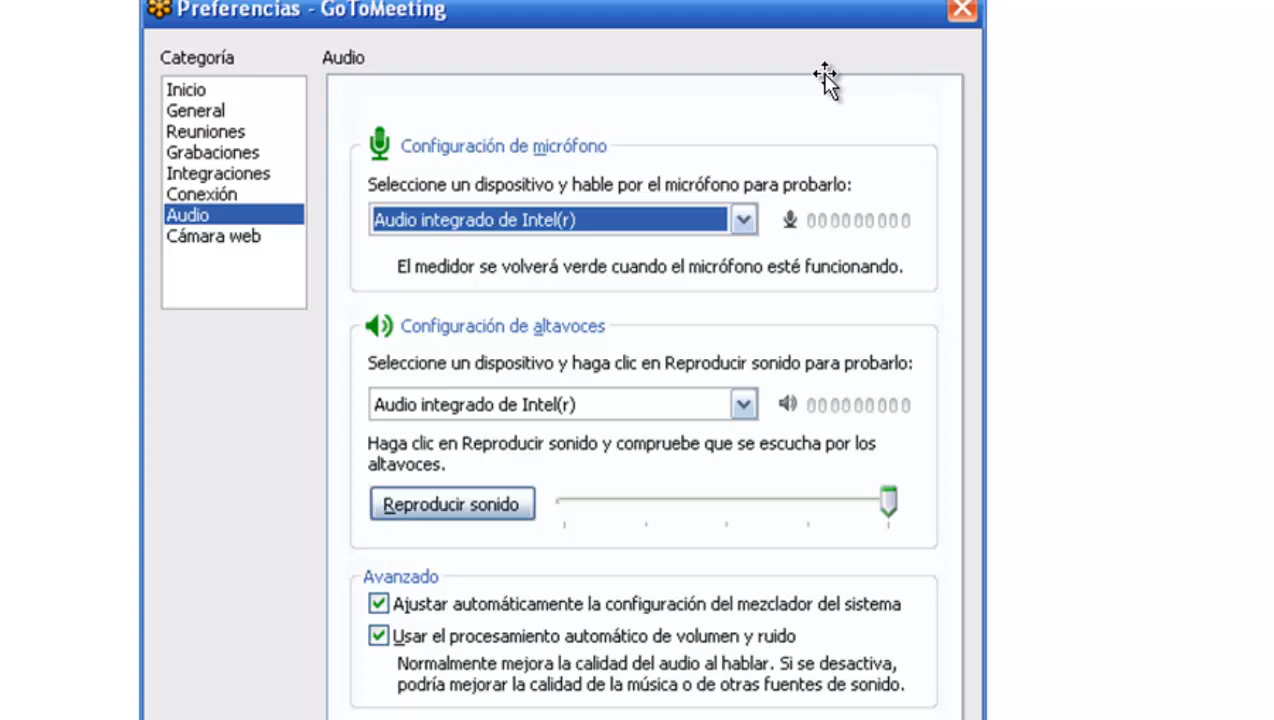 Preferencias - GoToMeeting
Categoría
Audio
Inicio
General
Reuniones
Grabaciones
Integraciones
Conexión
Audio
Cámara web
Configuración de micrófono
Seleccione un dispositivo y hable por el micrófono para probarlo:
Audio integrado de Intel(r)
El medidor se volverá verde cuando el micrófono esté funcionando.
Configuración de altavoces
Seleccione un dispositivo y haga clic en Reproducir sonido para probarlo:
Audio integrado de Intel(r)
Haga clic en Reproducir sonido y compruebe que se escucha por los
altavoces.
Reproducir sonido
Avanzado
Ajustar automáticamente la configuración del mezclador del sistema
Usar el procesamiento automático de volumen y ruido
Normalmente mejora la calidad del audio al hablar. Si se desactiva,
podría mejorar la calidad de la música o de otras fuentes de sonido.